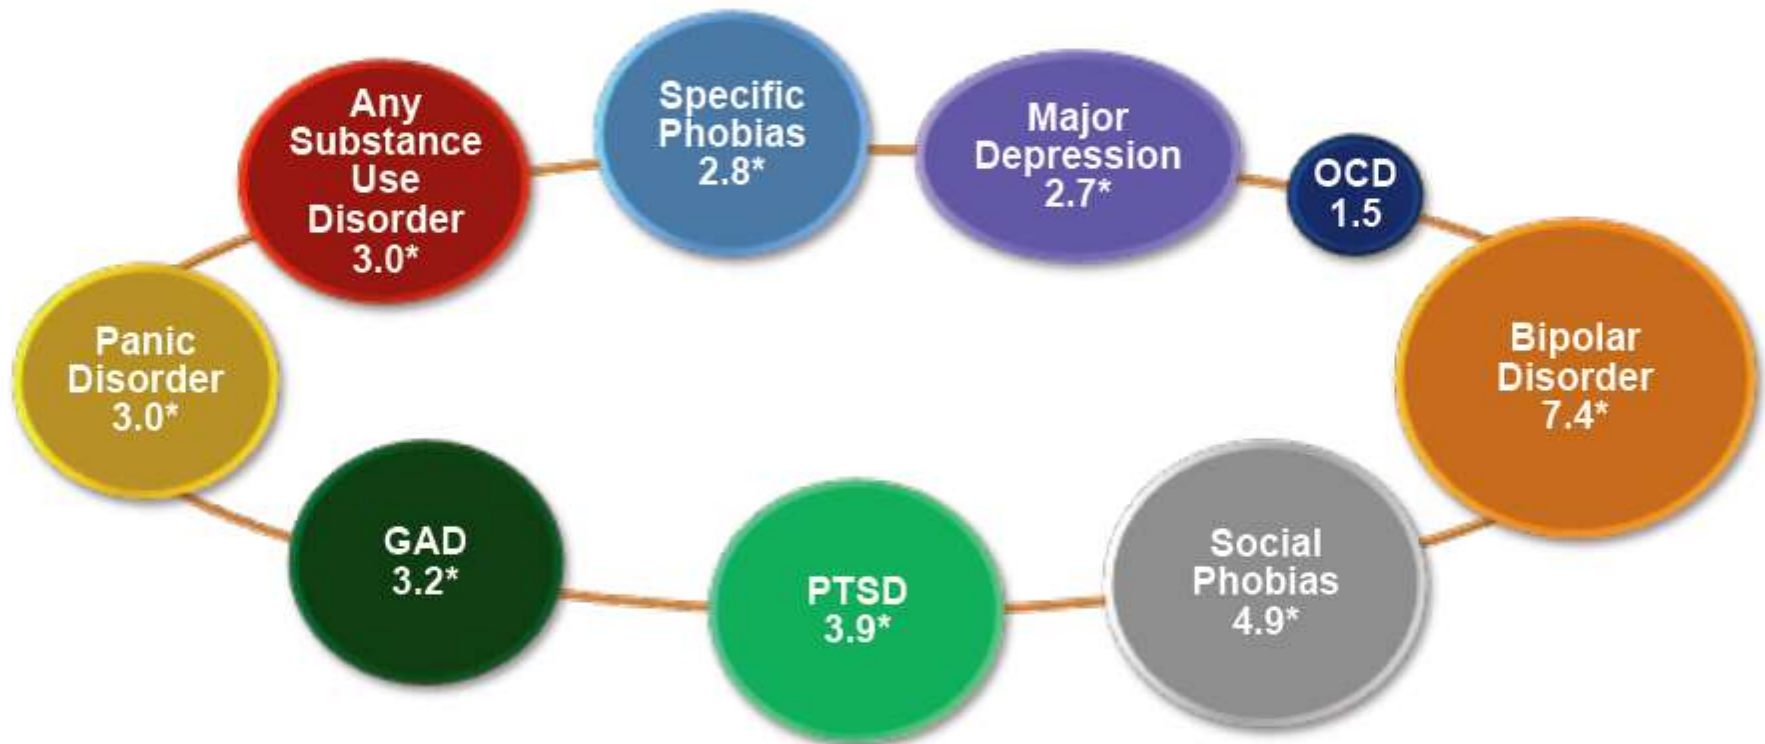 Any
Substance
Use
Disorder
3.0*
Specific
Phobias
2.8*
Major
Depression
2.7*
OCD
1.5
Bipolar
Disorder
7.4*
Social
Phobias
4.9*
PTSD
3.9*
GAD
3.2*
Panic
Disorder
3.0*